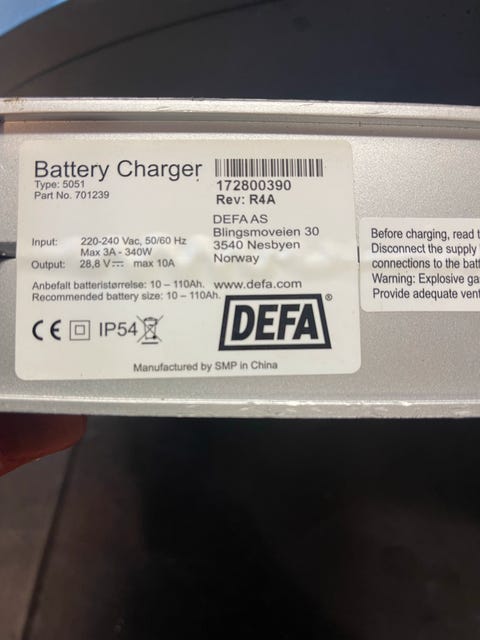 Battery Charger
Type: 5051
Part No. 701239
172800390
Rev: R4A
DEFA AS
Blingsmoveien 30
3540 Nesbyen
Norway
Input: 220-240 Vac, 50/60 Hz
Max 3A - 340W
Output: 28,8 V⎓ max 10A
Anbefalt batteristørrelse: 10 – 110Ah.
Recommended battery size: 10 – 110Ah.
www.defa.com
CE IP54
DEFA®
Manufactured by SMP in China
Before charging, read t
Disconnect the supply
connections to the batt
Warning: Explosive ga
Provide adequate vent